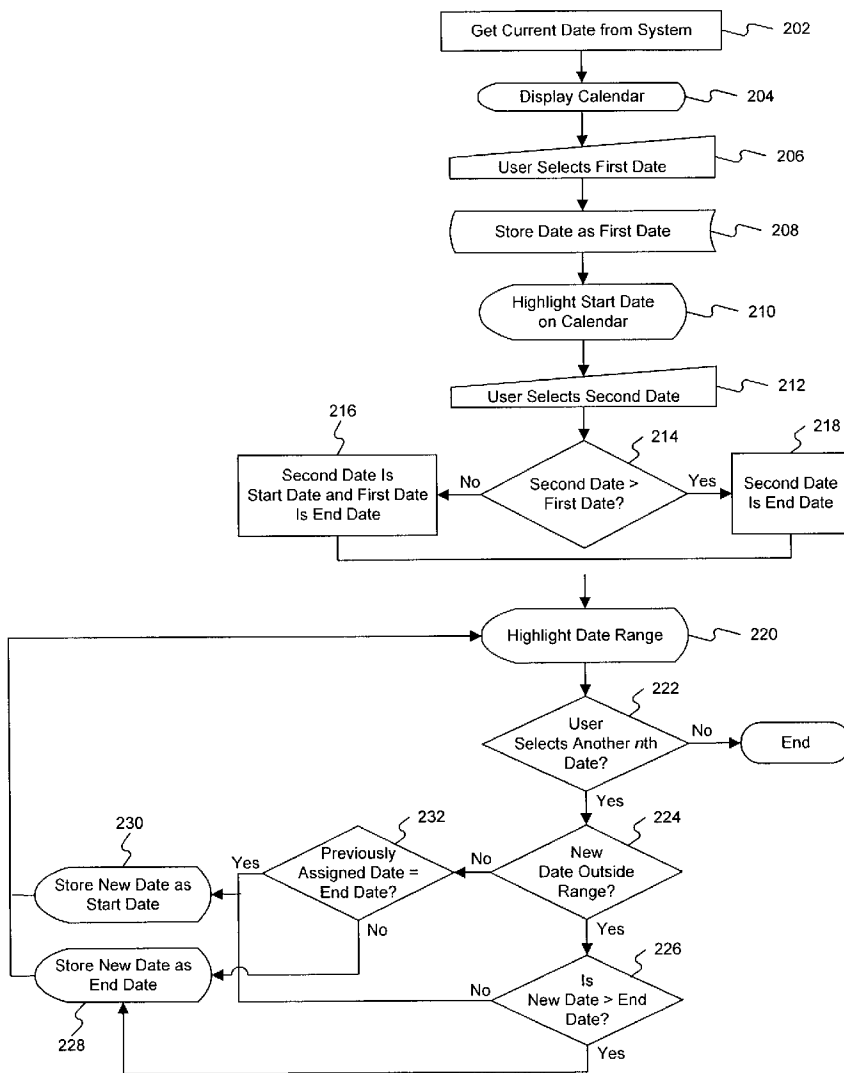 Get Current Date from System
202
Display Calendar
204
User Selects First Date
206
Store Date as First Date
208
Highlight Start Date
on Calendar
210
User Selects Second Date
212
216
214
218
Second Date Is
Start Date and First Date
Is End Date
No
Second Date >
First Date?
Yes
Second Date
Is End Date
Highlight Date Range
220
222
User
Selects Another nth
Date?
No
End
Yes
230
232
224
Store New Date as
Start Date
Yes
Previously
Assigned Date =
End Date?
No
New
Date Outside
Range?
No
Yes
226
Store New Date as
End Date
228
No
Is
New Date > End
Date?
Yes